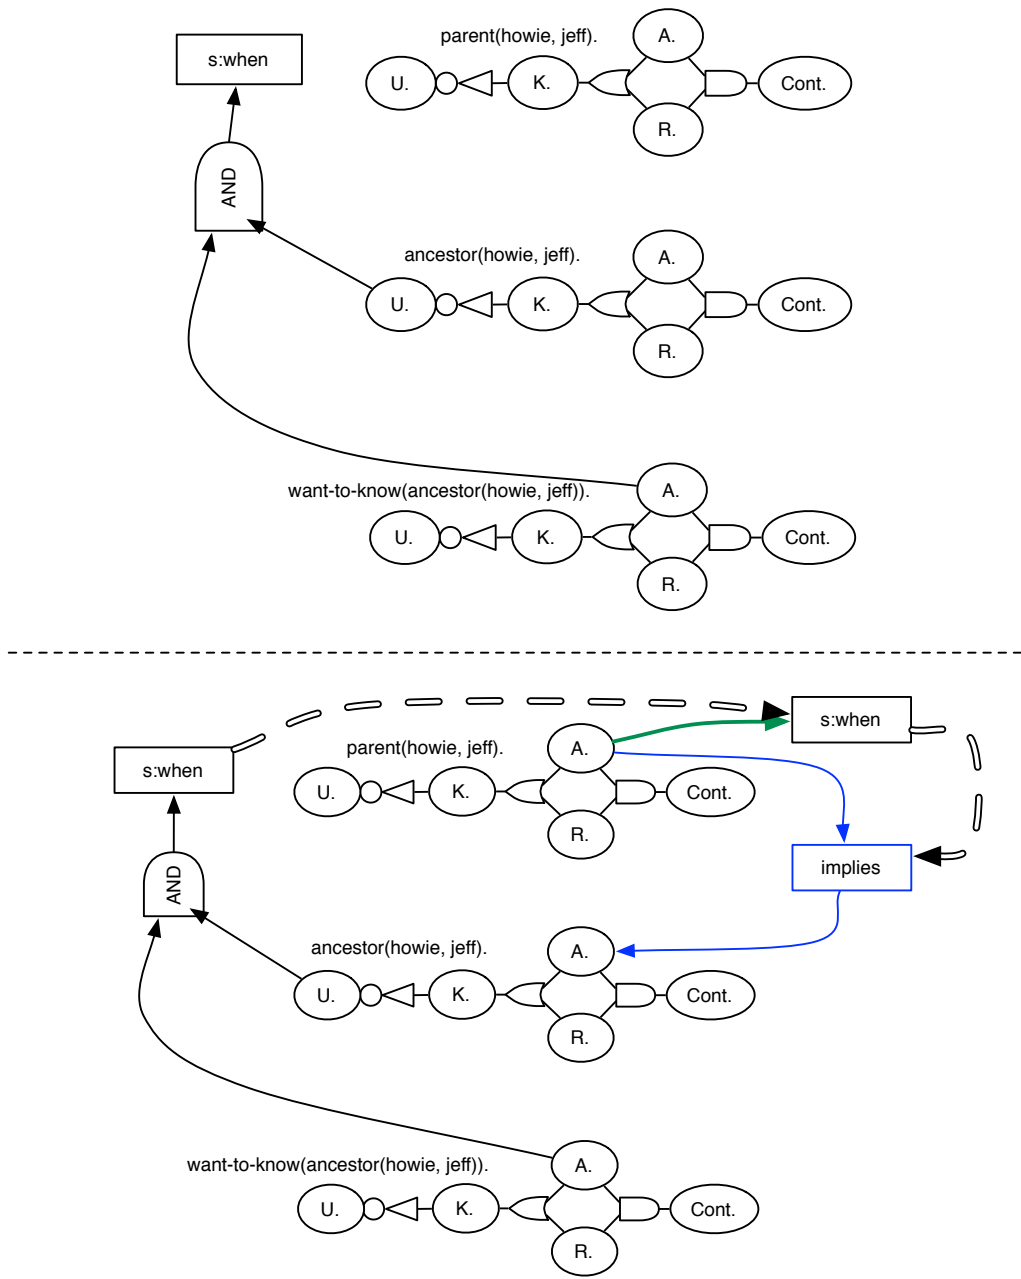 parent(howie, jeff).
A.
s:when
U.
K.
Cont.
R.
AND
ancestor(howie, jeff).
A.
U.
K.
Cont.
R.
want-to-know(ancestor(howie, jeff)).
A.
U.
K.
Cont.
R.
s:when
parent(howie, jeff).
A.
s:when
U.
K.
Cont.
R.
implies
AND
ancestor(howie, jeff).
A.
U.
K.
Cont.
R.
want-to-know(ancestor(howie, jeff)).
A.
U.
K.
Cont.
R.